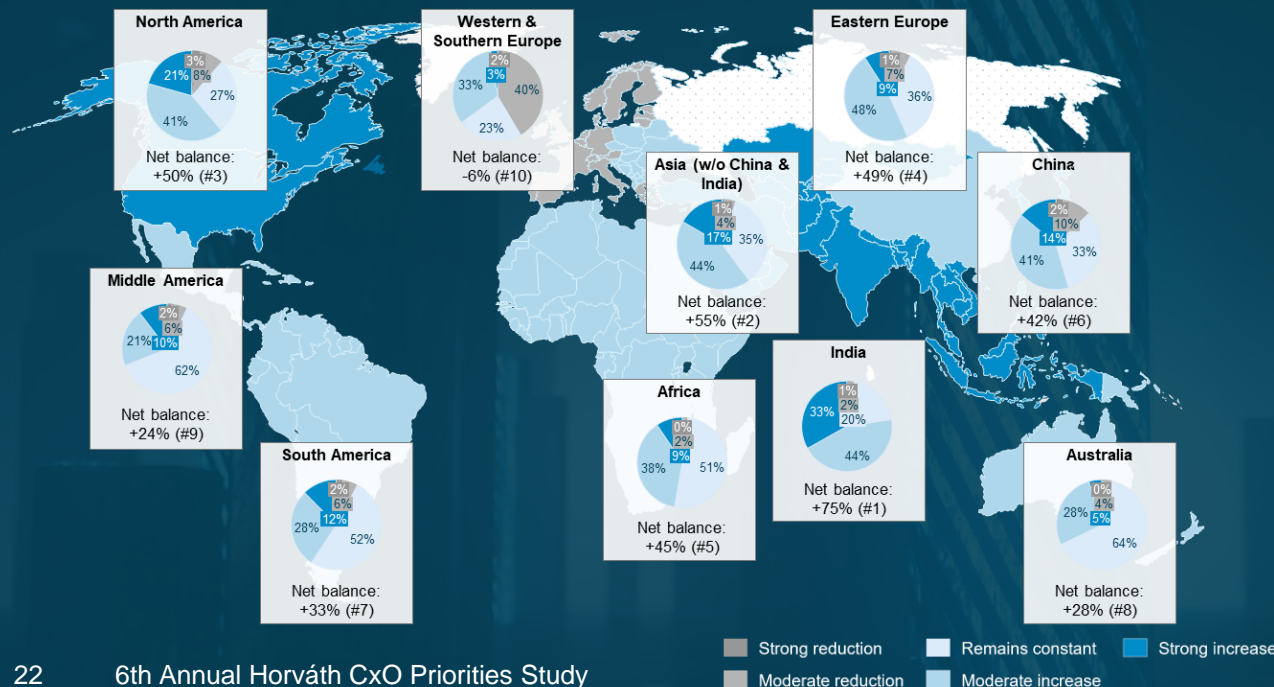 North America
3%
21%
8%
27%
41%
Net balance:
+50% (#3)
Western &
Southern Europe
2%
3%
33%
40%
23%
Net balance:
-6% (#10)
Eastern Europe
1%
7%
9%
36%
48%
Net balance:
+49% (#4)
Asia (w/o China &
India)
1%
4%
17%
35%
44%
Net balance:
+55% (#2)
China
2%
10%
14%
33%
41%
Net balance:
+42% (#6)
Middle America
2%
6%
21%
10%
62%
Net balance:
+24% (#9)
India
1%
33%
2%
20%
44%
Net balance:
+75% (#1)
Africa
0%
2%
9%
38%
51%
Net balance:
+45% (#5)
South America
2%
6%
12%
28%
52%
Net balance:
+33% (#7)
Australia
0%
4%
28%
5%
64%
Net balance:
+28% (#8)
Strong reduction
Remains constant
Strong increase
Moderate reduction
Moderate increase
22 6th Annual Horváth CxO Priorities Study